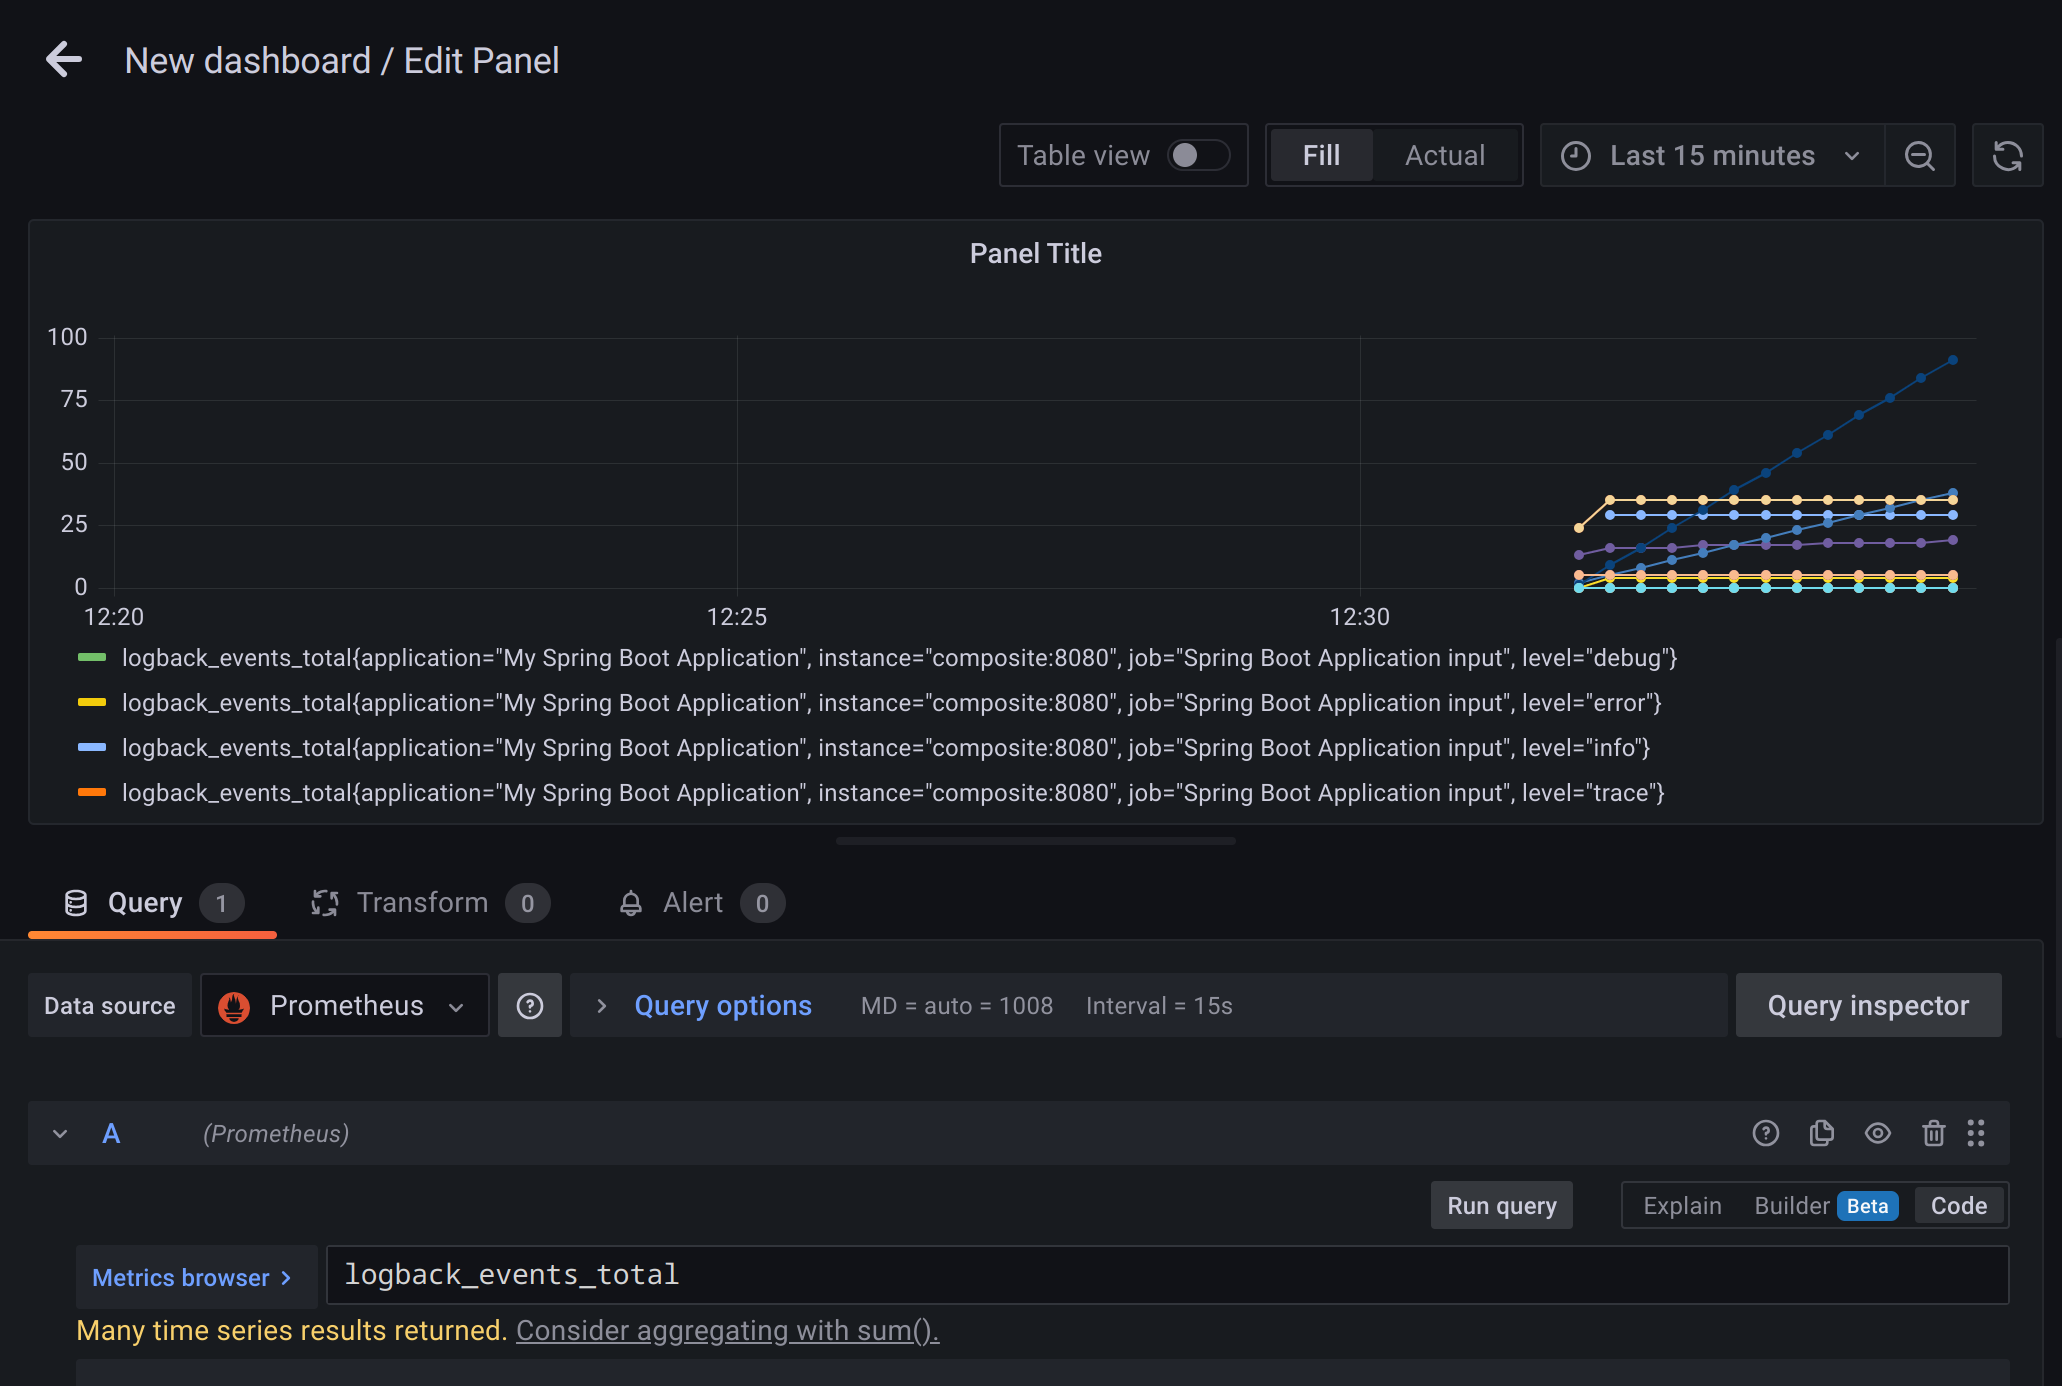 New dashboard / Edit Panel
Table view Fill Actual Last 15 minutes
Panel Title
100
75
50
25
0
12:20 12:25 12:30
logback_events_total{application="My Spring Boot Application", instance="composite:8080", job="Spring Boot Application input", level="debug"}
logback_events_total{application="My Spring Boot Application", instance="composite:8080", job="Spring Boot Application input", level="error"}
logback_events_total{application="My Spring Boot Application", instance="composite:8080", job="Spring Boot Application input", level="info"}
logback_events_total{application="My Spring Boot Application", instance="composite:8080", job="Spring Boot Application input", level="trace"}
Query 1 Transform 0 Alert 0
Data source Prometheus Query options MD = auto = 1008 Interval = 15s Query inspector
A (Prometheus)
Run query Explain Builder Beta Code
Metrics browser > logback_events_total
Many time series results returned. Consider aggregating with sum().